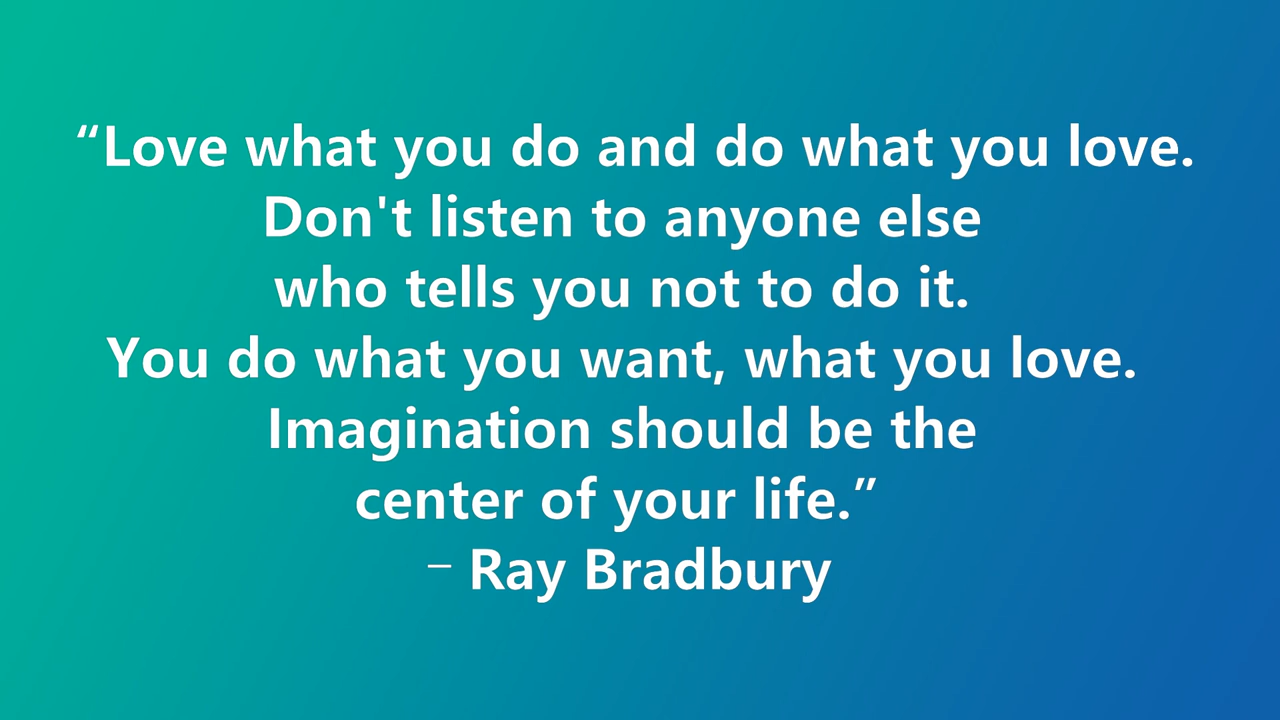 “Love what you do and do what you love.
Don't listen to anyone else
who tells you not to do it.
You do what you want, what you love.
Imagination should be the
center of your life.”
– Ray Bradbury